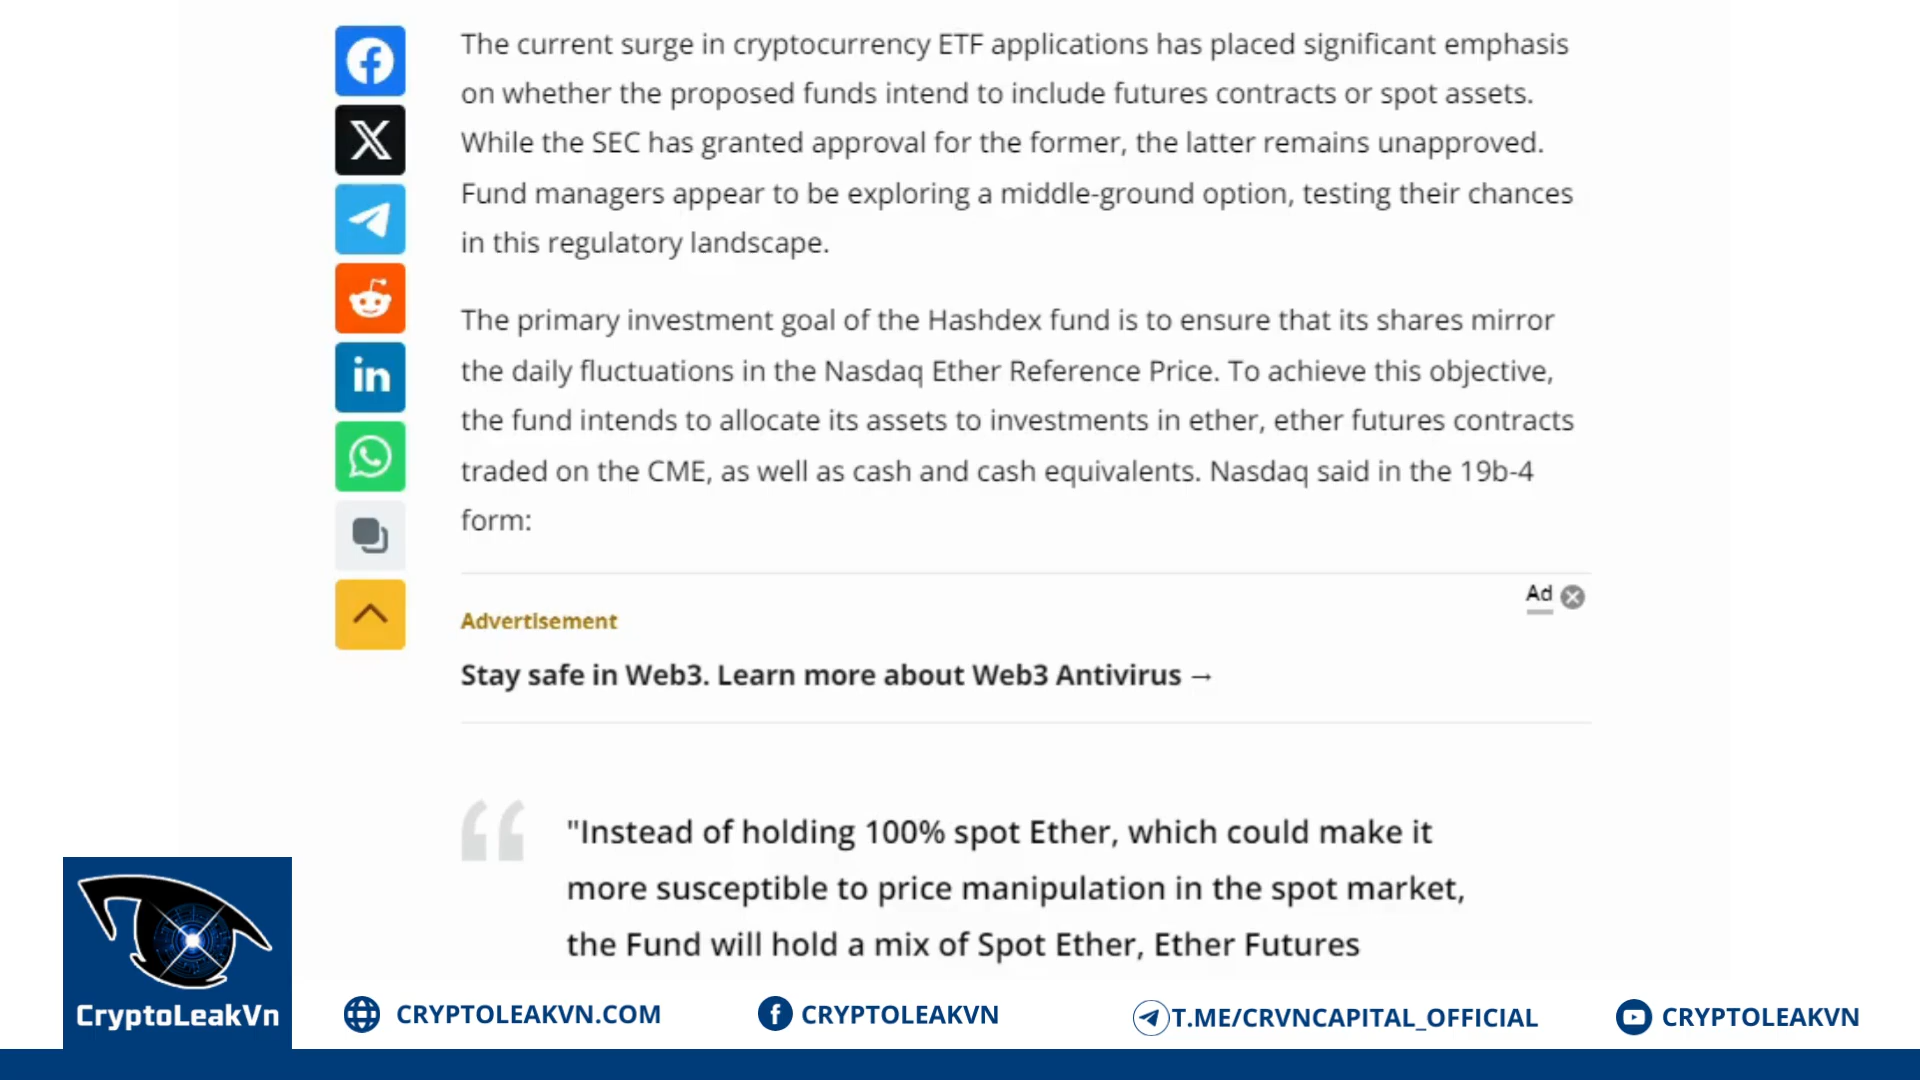 The current surge in cryptocurrency ETF applications has placed significant emphasis
on whether the proposed funds intend to include futures contracts or spot assets.
While the SEC has granted approval for the former, the latter remains unapproved.
Fund managers appear to be exploring a middle-ground option, testing their chances
in this regulatory landscape.
The primary investment goal of the Hashdex fund is to ensure that its shares mirror
the daily fluctuations in the Nasdaq Ether Reference Price. To achieve this objective,
the fund intends to allocate its assets to investments in ether, ether futures contracts
traded on the CME, as well as cash and cash equivalents. Nasdaq said in the 19b-4
form:
Ad
Advertisement
Stay safe in Web3. Learn more about Web3 Antivirus →
"Instead of holding 100% spot Ether, which could make it
more susceptible to price manipulation in the spot market,
the Fund will hold a mix of Spot Ether, Ether Futures
CryptoLeakVn
CRYPTOLEAKVN.COM
CRYPTOLEAKVN
T.ME/CRVNCAPITAL_OFFICIAL
CRYPTOLEAKVN